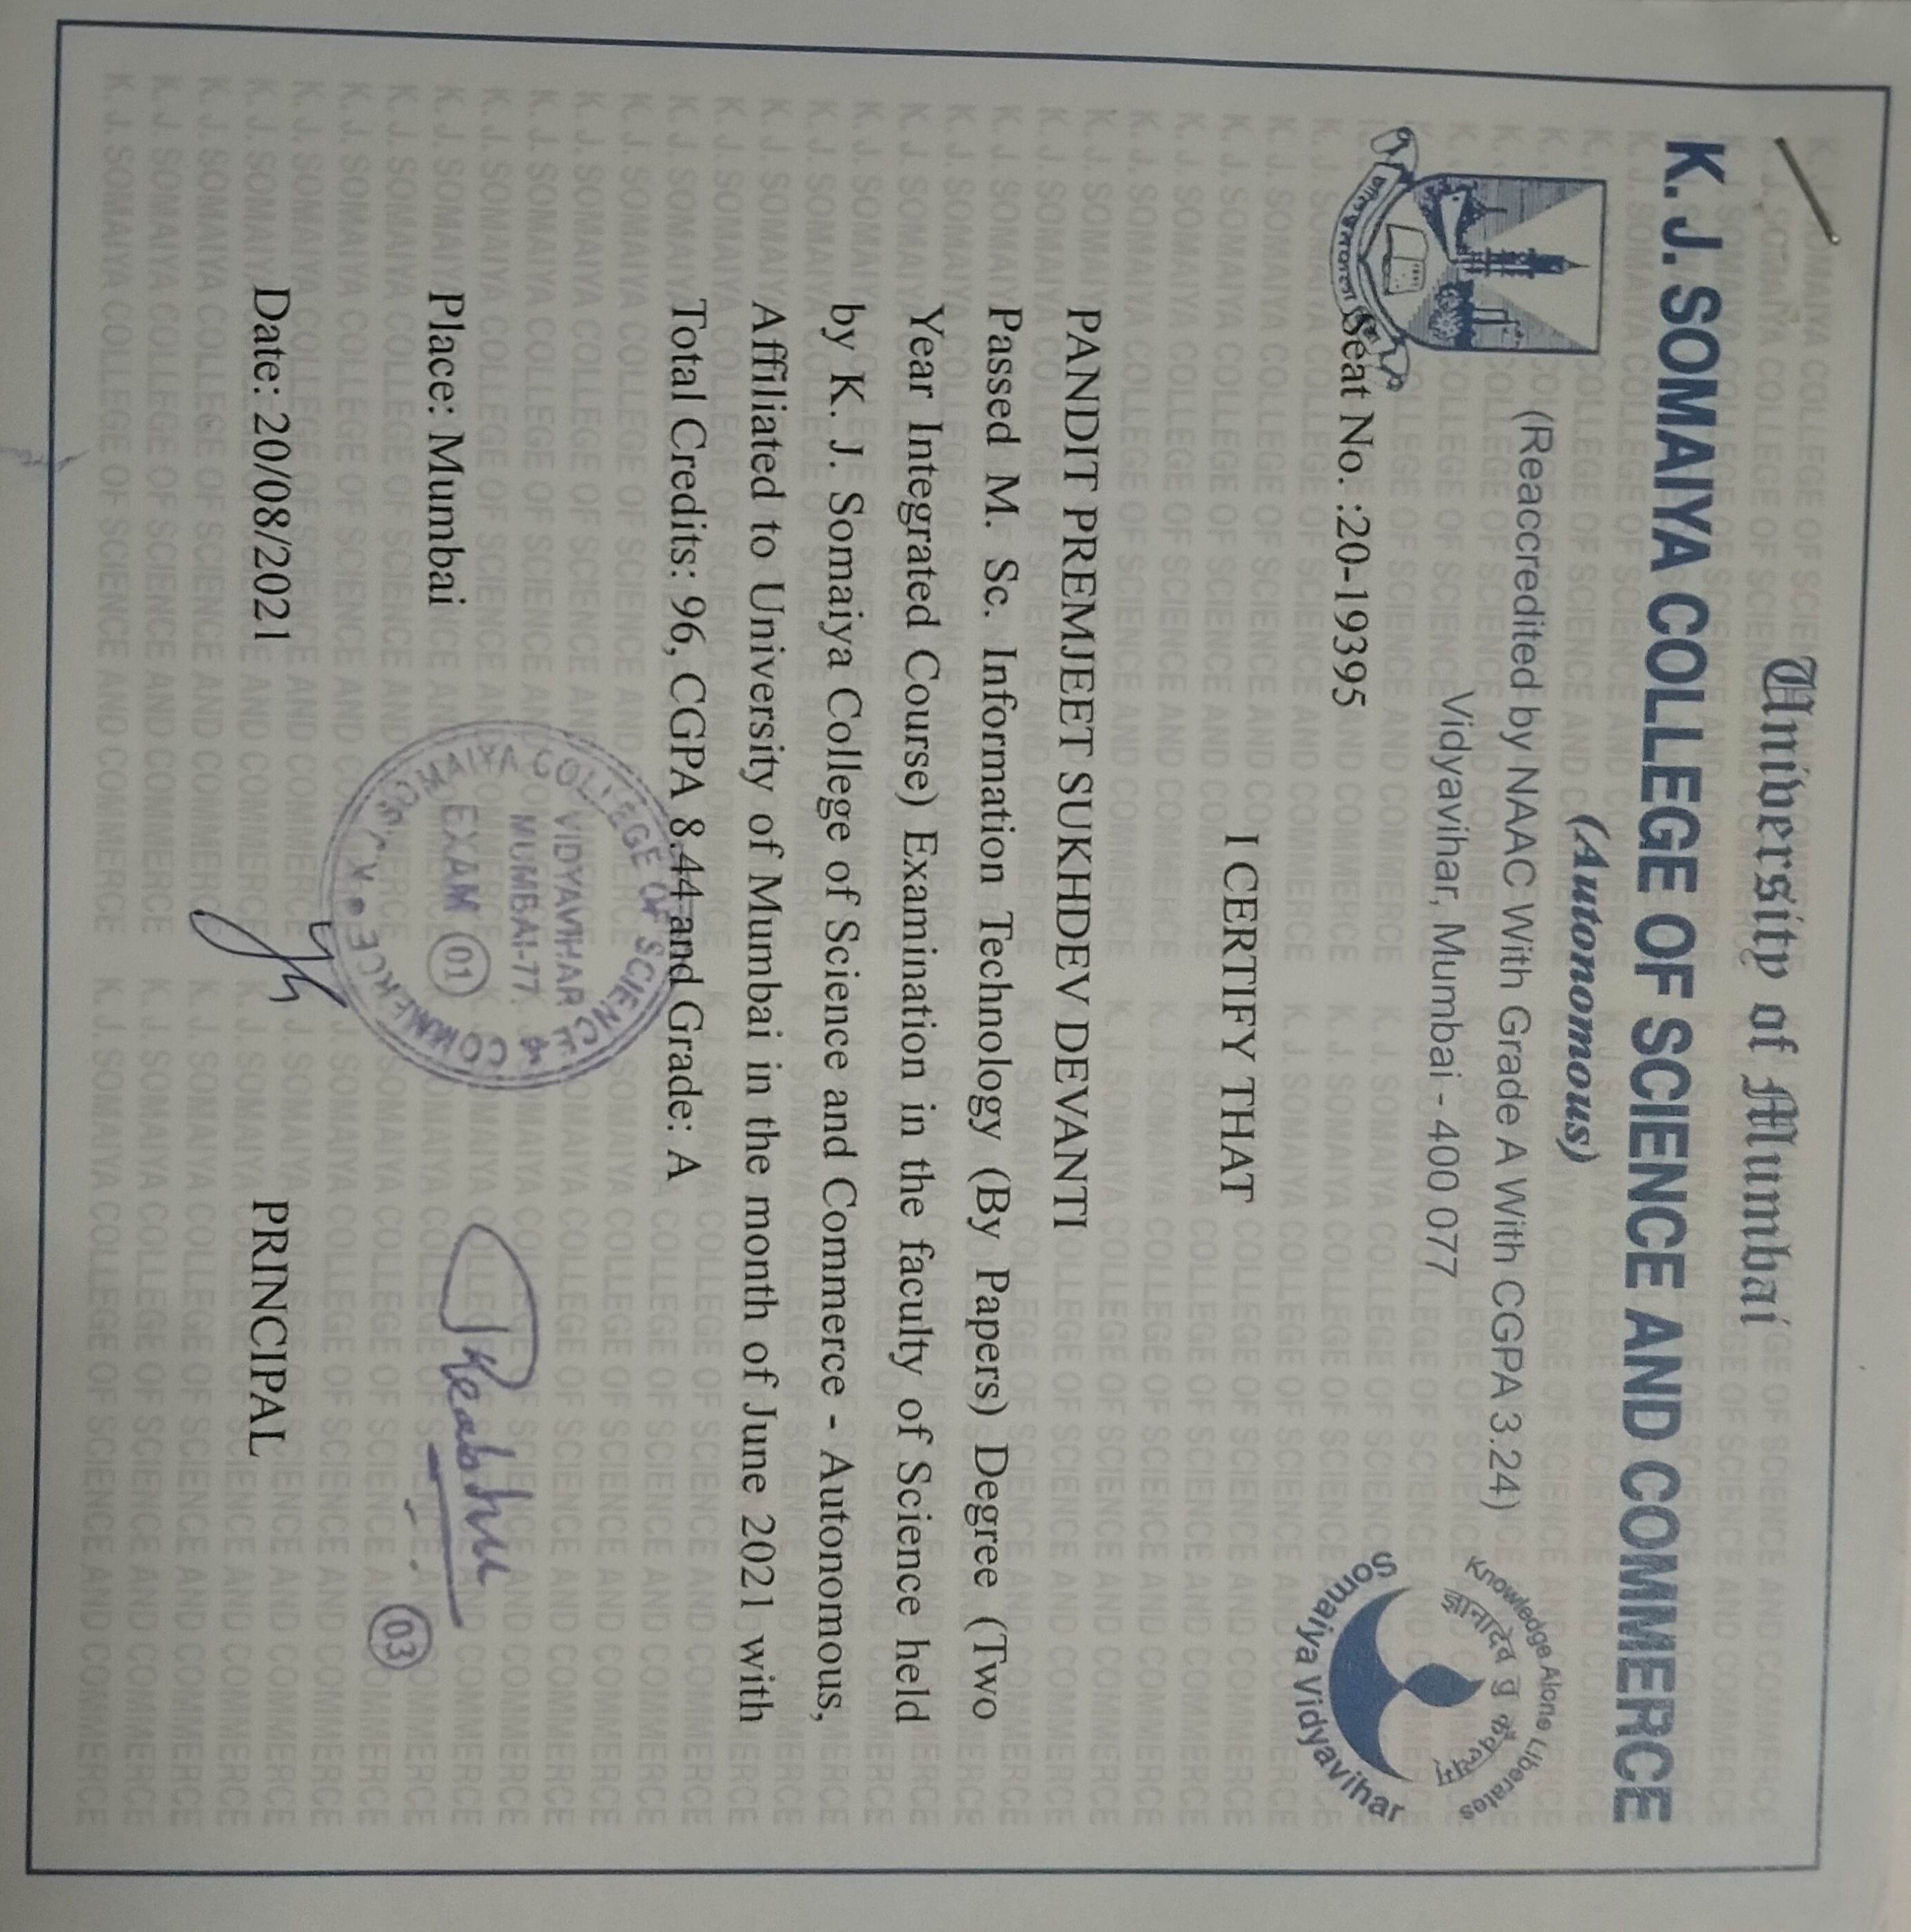 University of Mumbai
K. J. SOMAIYA COLLEGE OF SCIENCE AND COMMERCE
(Autonomous)
(Reaccredited by NAAC With Grade A With CGPA 3.24)
Vidyavihar, Mumbai - 400 077
Knowledge Alone Liberates
ज्ञानादेव तु कैवल्यम्
Somaiya Vidyavihar
Seat No. :20-19395
I CERTIFY THAT
PANDIT PREMJEET SUKHDEV DEVANTI
Passed M. Sc. Information Technology (By Papers) Degree (Two
Year Integrated Course) Examination in the faculty of Science held
by K. J. Somaiya College of Science and Commerce - Autonomous,
Affiliated to University of Mumbai in the month of June 2021 with
Total Credits: 96, CGPA 8.44 and Grade: A
SOMAIYA COLLEGE OF SCIENCE & COMMERCE
VIDYAVIHAR
MUMBAI-77.
EXAM 01
03
Place: Mumbai
Date: 20/08/2021
PRINCIPAL